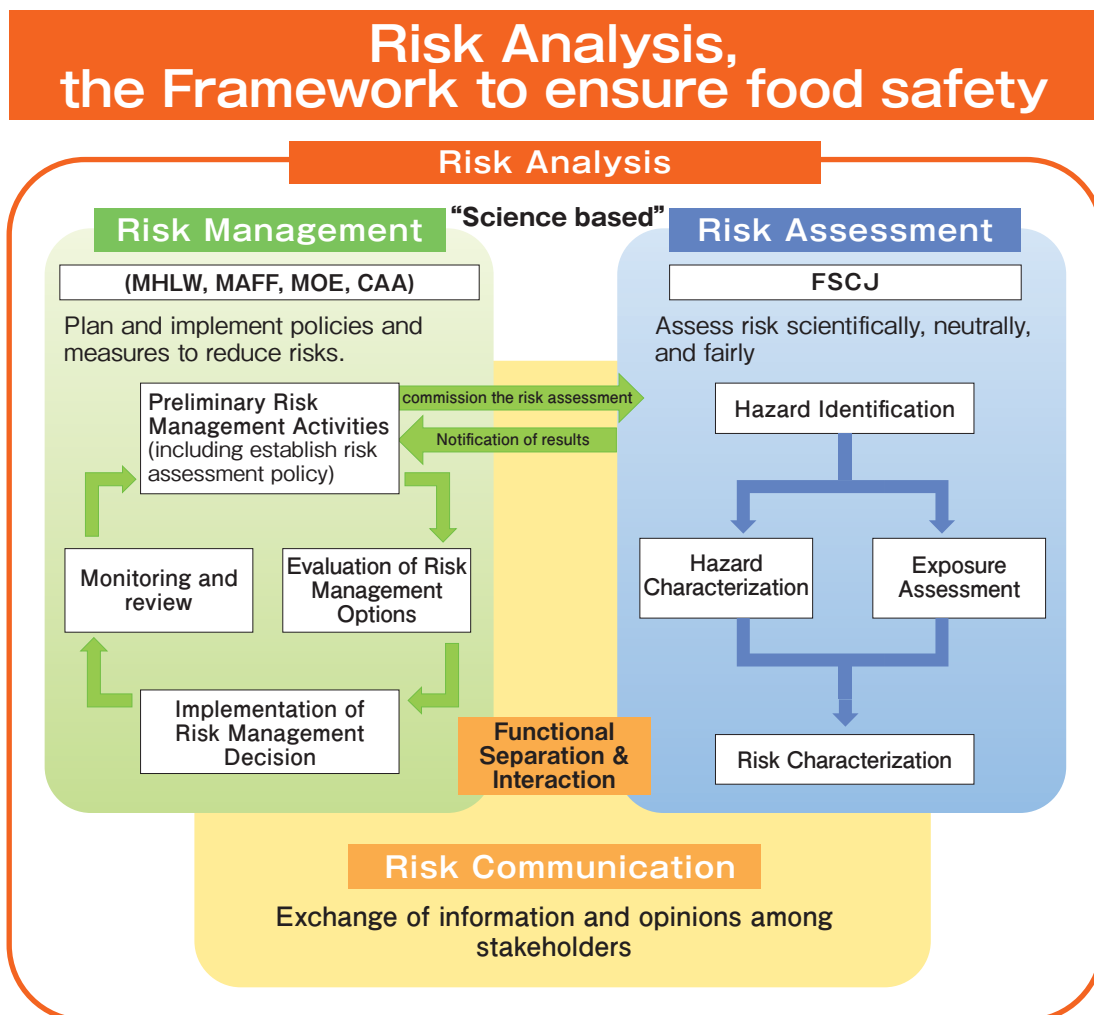 Risk Analysis,
the Framework to ensure food safety
Risk Analysis
“Science based”
Risk Management
(MHLW, MAFF, MOE, CAA)
Plan and implement policies and
measures to reduce risks.
Preliminary Risk
Management Activities
(including establish risk
assessment policy)
commission the risk assessment
Notification of results
Monitoring and
review
Evaluation of Risk
Management
Options
Implementation of
Risk Management
Decision
Risk Assessment
FSCJ
Assess risk scientifically, neutrally,
and fairly
Hazard Identification
Hazard
Characterization
Exposure
Assessment
Risk Characterization
Functional
Separation &
Interaction
Risk Communication
Exchange of information and opinions among
stakeholders